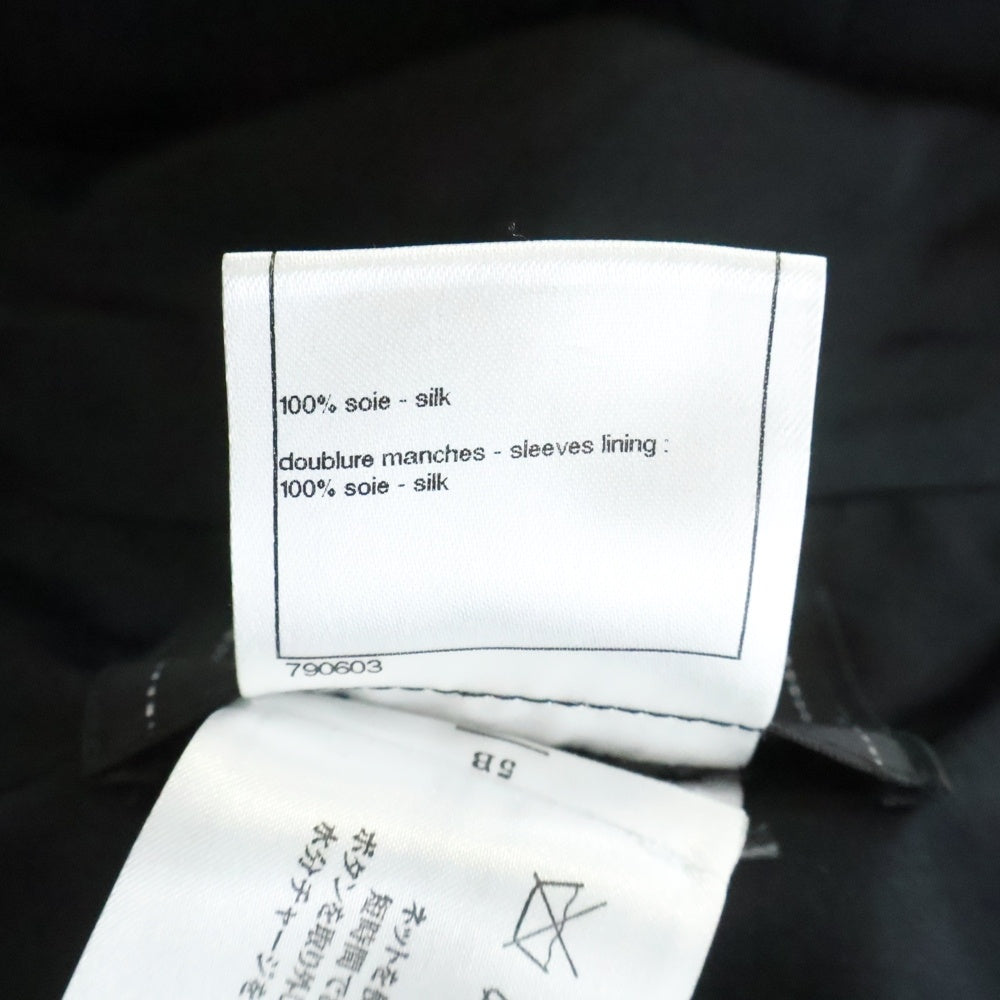 100% soie - silk
doublure manches - sleeves lining :
100% soie - silk
790603
5B
ネットを
短時間で
ボタンを取り外し
水分チャージを